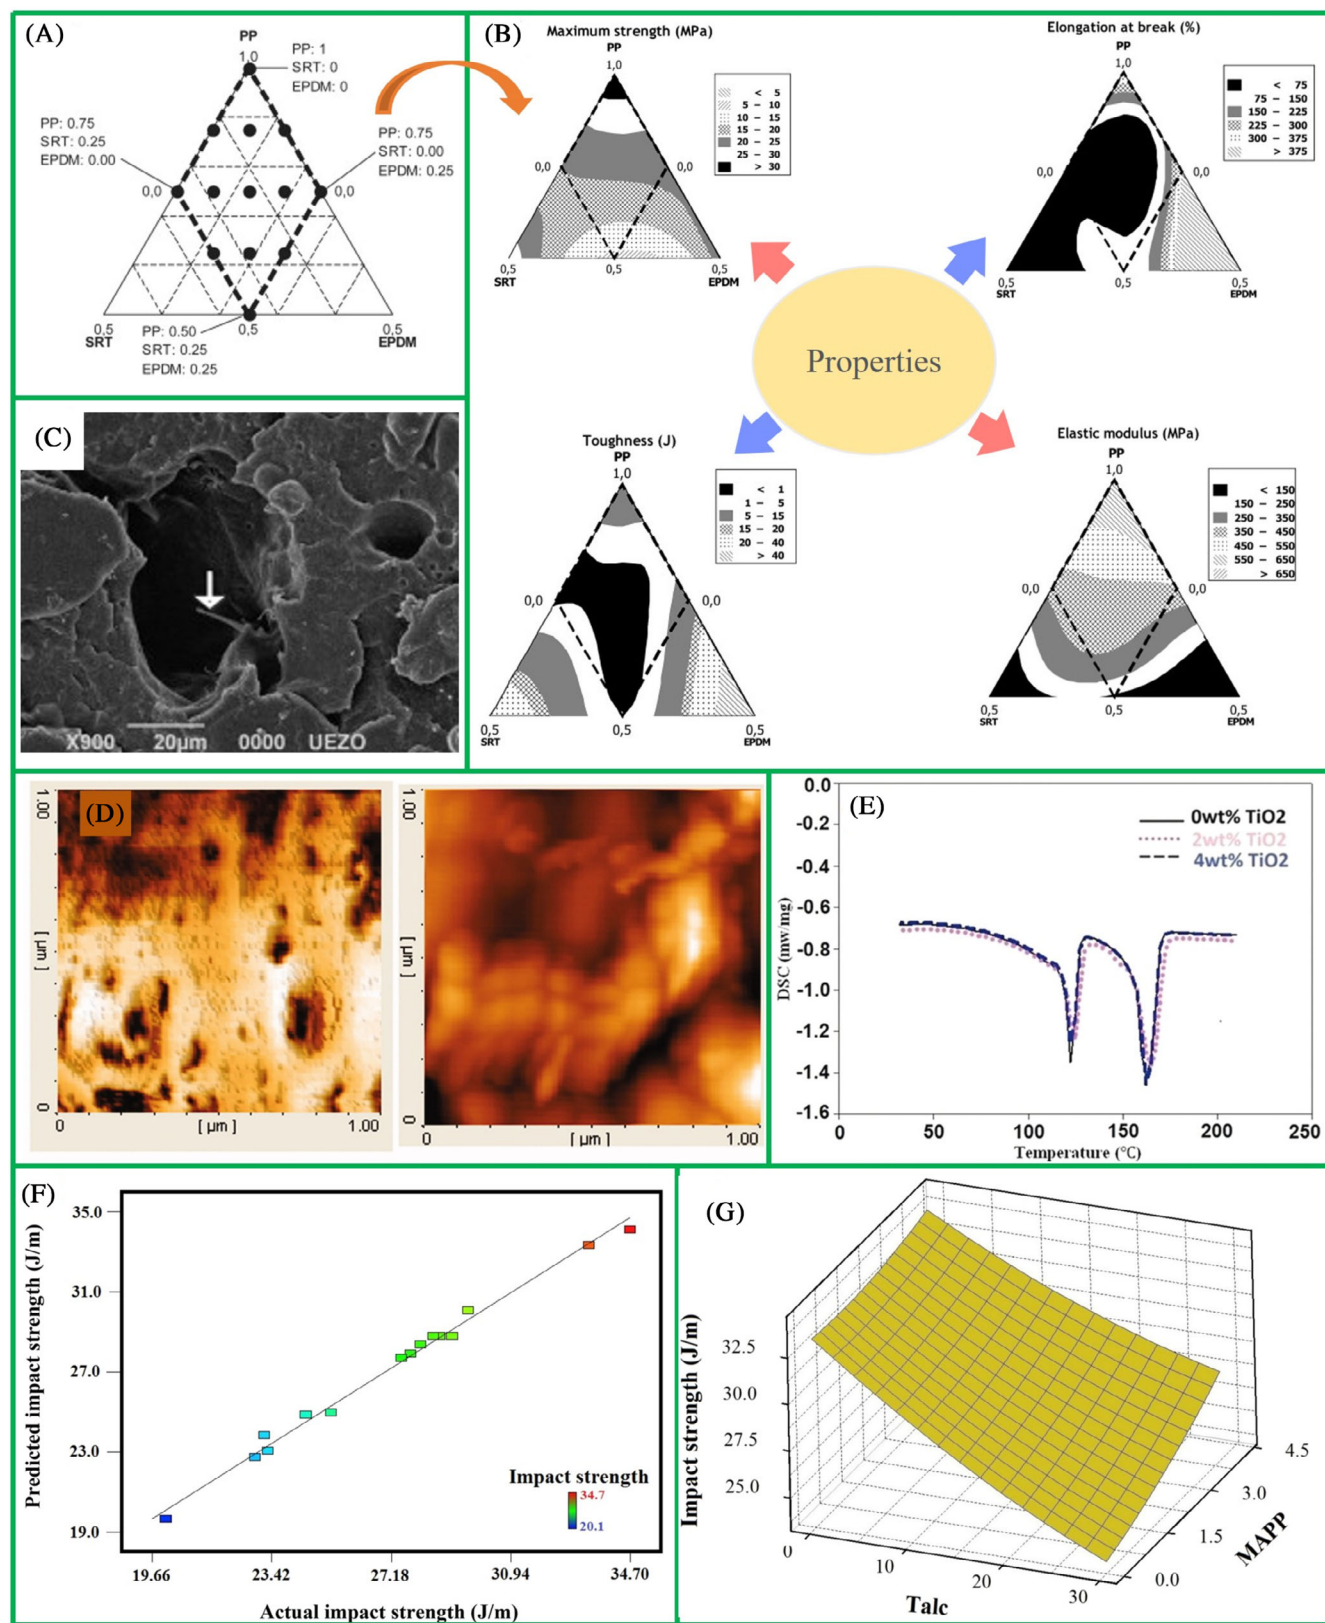 (A)
PP
1,0
PP: 1
SRT: 0
EPDM: 0
PP: 0.75
SRT: 0.25
EPDM: 0.00
PP: 0.75
SRT: 0.00
EPDM: 0.25
0,0
0,0
0,5
SRT
PP: 0.50
SRT: 0.25
EPDM: 0.25
0,5
0,5
EPDM
(B)
Maximum strength (MPa)
PP
1,0
< 5
5 – 10
10 – 15
15 – 20
20 – 25
25 – 30
> 30
0,0
0,0
0,5
SRT
0,5
0,5
EPDM
Elongation at break (%)
PP
1,0
< 75
75 – 150
150 – 225
225 – 300
300 – 375
> 375
0,0
0,0
0,5
SRT
0,5
0,5
EPDM
Properties
Toughness (J)
PP
1,0
< 1
1 – 5
5 – 15
15 – 20
20 – 40
> 40
0,0
0,0
0,5
SRT
0,5
0,5
EPDM
Elastic modulus (MPa)
PP
1,0
< 150
150 – 250
250 – 350
350 – 450
450 – 550
550 – 650
> 650
0,0
0,0
0,5
SRT
0,5
0,5
EPDM
(C)
X900 20µm 0000 UEZO
(D)
1.00
[ µm ]
0
0 [ µm ] 1.00
1.00
[ µm ]
0
0 [ µm ] 1.00
(E)
0wt% TiO2
2wt% TiO2
4wt% TiO2
DSC (mw/mg)
0.0
-0.2
-0.4
-0.6
-0.8
-1.0
-1.2
-1.4
-1.6
0 50 100 150 200 250
Temperature (°C)
(F)
Predicted impact strength (J/m)
35.0
31.0
27.0
23.0
19.0
Impact strength
34.7
20.1
19.66 23.42 27.18 30.94 34.70
Actual impact strength (J/m)
(G)
Impact strength (J/m)
32.5
30.0
27.5
25.0
0 10 20 30
Talc
0.0 1.5 3.0 4.5
MAPP